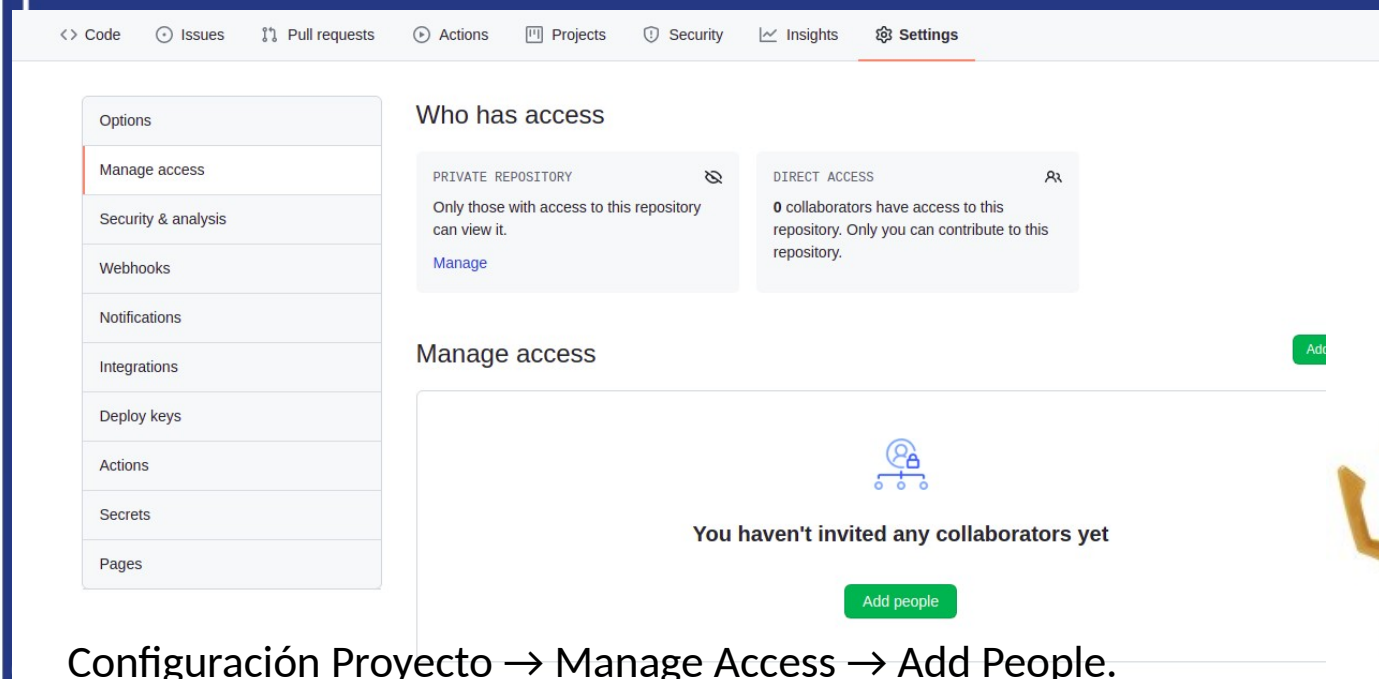 Code Issues Pull requests Actions Projects Security Insights Settings
Options
Manage access
Security & analysis
Webhooks
Notifications
Integrations
Deploy keys
Actions
Secrets
Pages
Who has access
PRIVATE REPOSITORY
Only those with access to this repository
can view it.
Manage
DIRECT ACCESS
0 collaborators have access to this
repository. Only you can contribute to this
repository.
Manage access
Add
You haven't invited any collaborators yet
Add people
Configuración Proyecto → Manage Access → Add People.